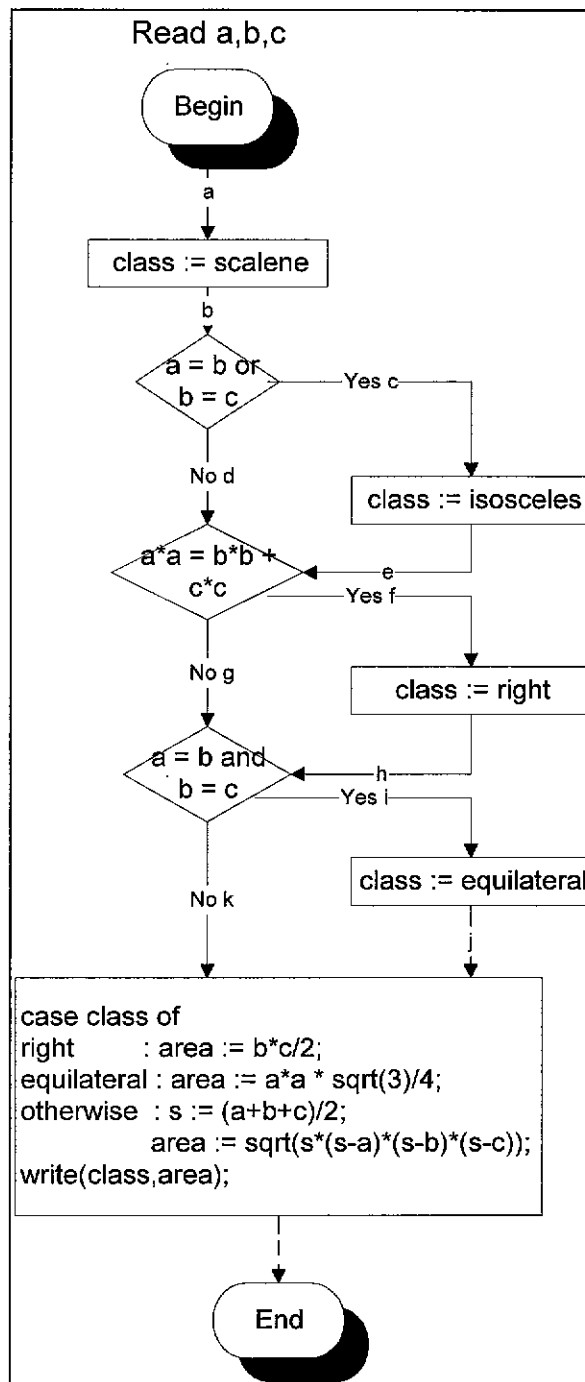 Read a,b,c
Begin
a
class := scalene
b
a = b or
b = c
Yes c
No d
class := isosceles
a*a = b*b +
c*c
e
Yes f
No g
class := right
a = b and
b = c
h
Yes i
No k
class := equilateral
j
case class of
right : area := b*c/2;
equilateral : area := a*a * sqrt(3)/4;
otherwise : s := (a+b+c)/2;
area := sqrt(s*(s-a)*(s-b)*(s-c));
write(class,area);
End